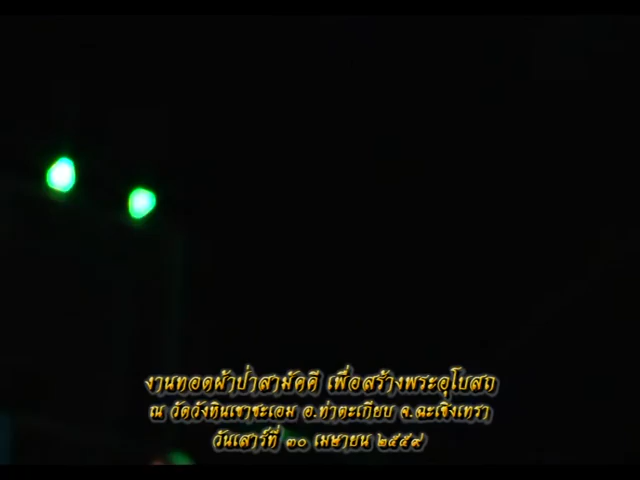 งานทอดผ้าป่าสามัคคี เพื่อสร้างพระอุโบสถ
ณ วัดวังหินเขาชะเอม อ.ท่าตะเกียบ จ.ฉะเชิงเทรา
วันเสาร์ที่ ๓๐ เมษายน ๒๕๕๙